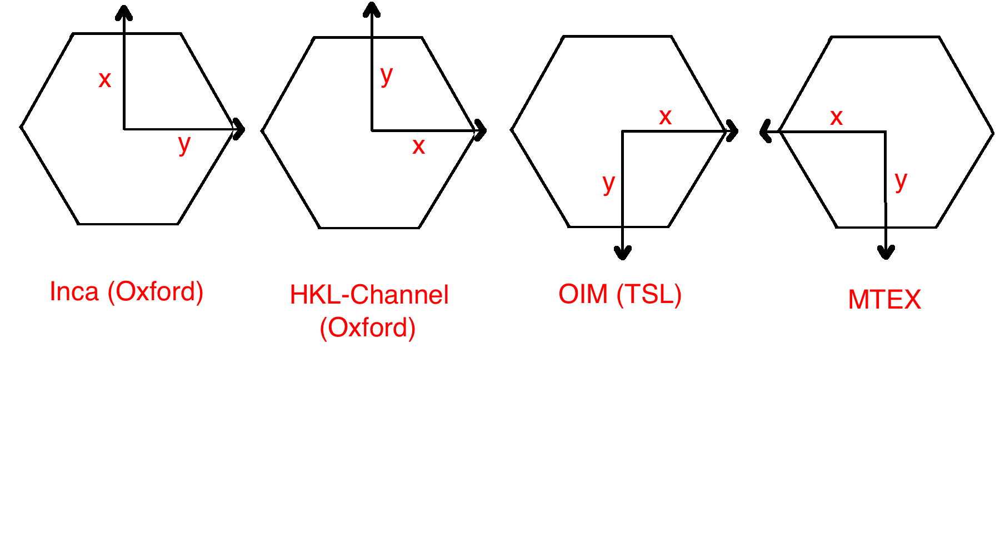 x
y
y
x
x
y
x
y
Inca (Oxford)
HKL-Channel
(Oxford)
OIM (TSL)
MTEX